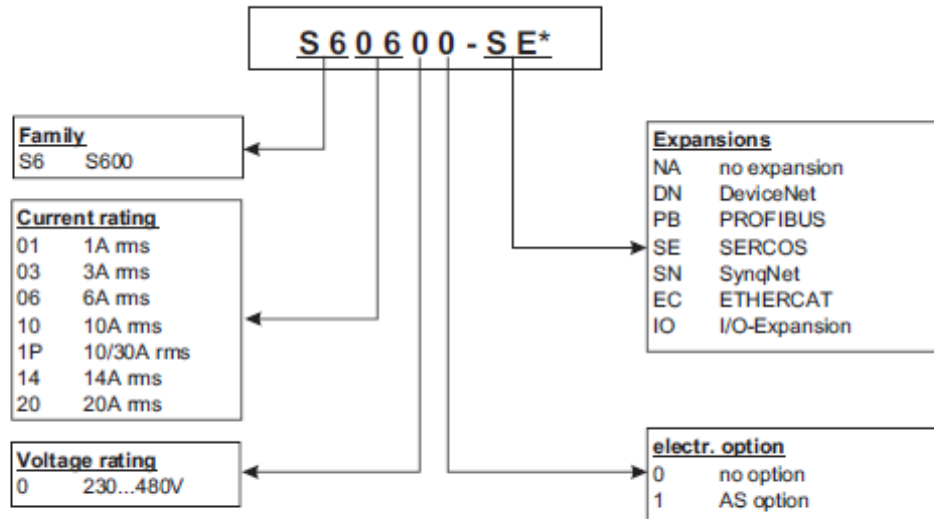 S60600-SE*
Family
S6 S600
Current rating
01 1A rms
03 3A rms
06 6A rms
10 10A rms
1P 10/30A rms
14 14A rms
20 20A rms
Voltage rating
0 230...480V
Expansions
NA no expansion
DN DeviceNet
PB PROFIBUS
SE SERCOS
SN SynqNet
EC ETHERCAT
IO I/O-Expansion
electr. option
0 no option
1 AS option